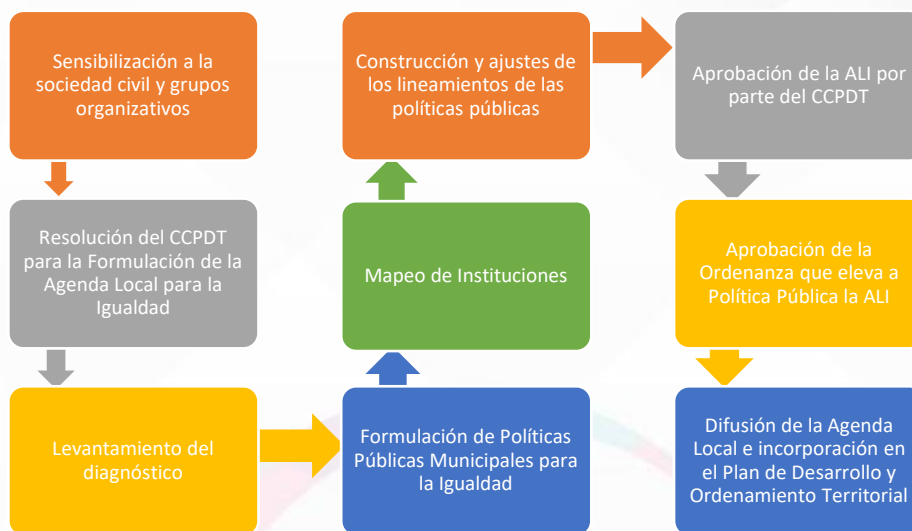 Sensibilización a la
sociedad civil y grupos
organizativos
Resolución del CCPDT
para la Formulación de la
Agenda Local para la
Igualdad
Levantamiento del
diagnóstico
Formulación de Políticas
Públicas Municipales para
la Igualdad
Mapeo de Instituciones
Construcción y ajustes de
los lineamientos de las
políticas públicas
Aprobación de la ALI por
parte del CCPDT
Aprobación de la
Ordenanza que eleva a
Política Pública la ALI
Difusión de la Agenda
Local e incorporación en
el Plan de Desarrollo y
Ordenamiento Territorial